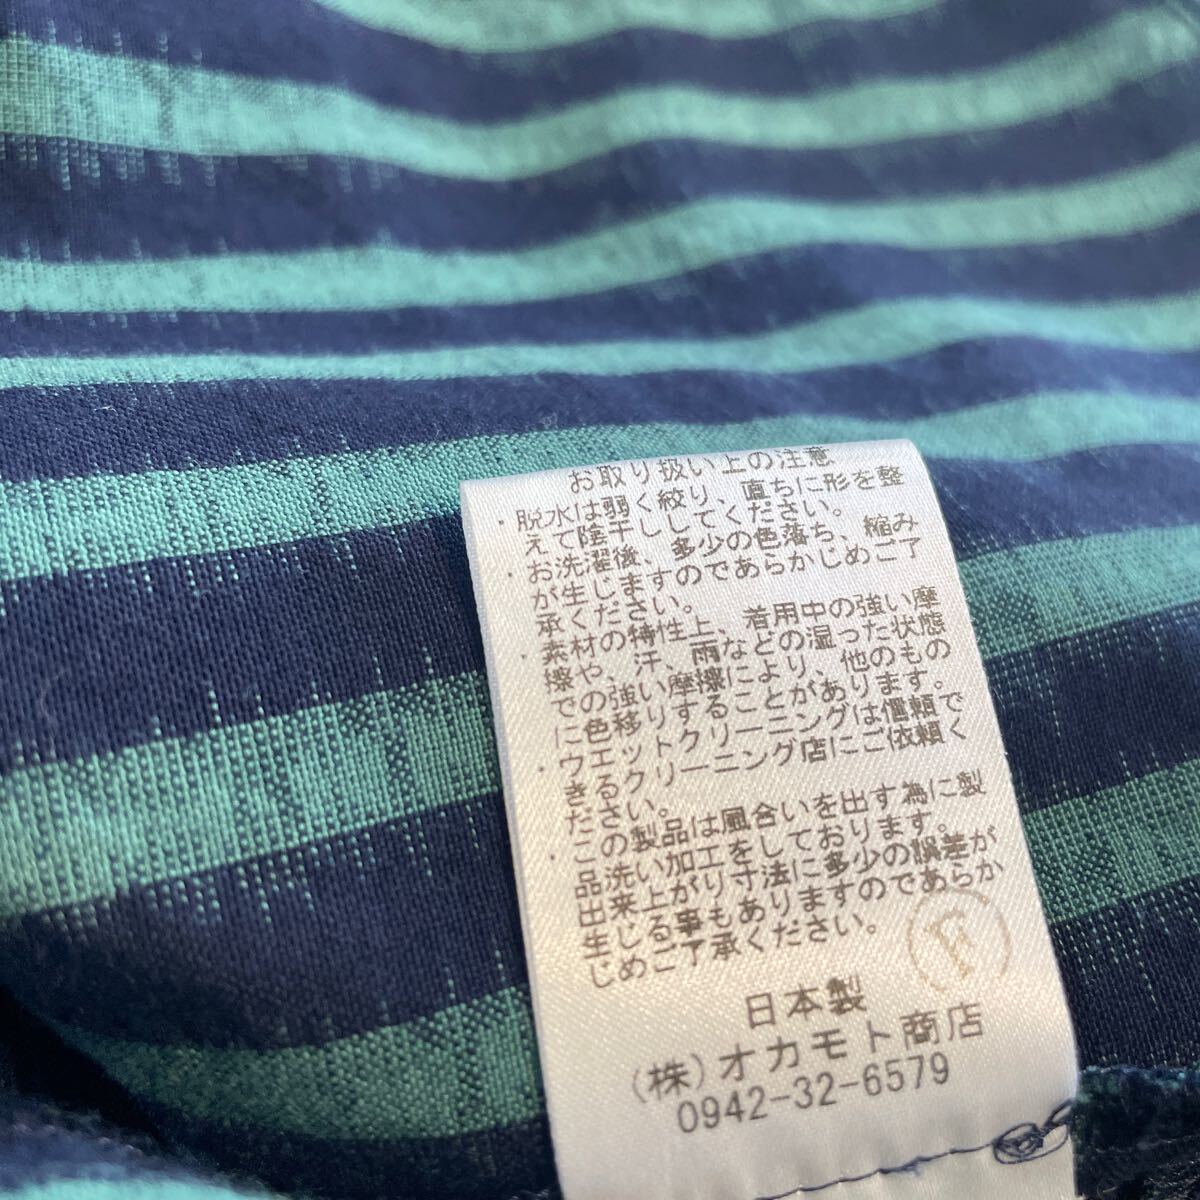 お取り扱い上の注意
・脱水は弱く絞り、直ちに形を整
えて陰干ししてください。
・お洗濯後、多少の色落ち、縮み
が生じますのであらかじめご了
承ください。
・素材の特性上、着用中の強い摩
擦や、汗、雨などの湿った状態
での強い摩擦により、他のもの
に色移りすることがあります。
・ウエットクリーニングは信頼で
きるクリーニング店にご依頼く
ださい。
・この製品は風合いを出す為に製
品洗い加工をしております。
出来上がり寸法に多少の誤差が
生じる事もありますのであらか
じめご了承ください。
日本製
(株)オカモト商店
0942-32-6579